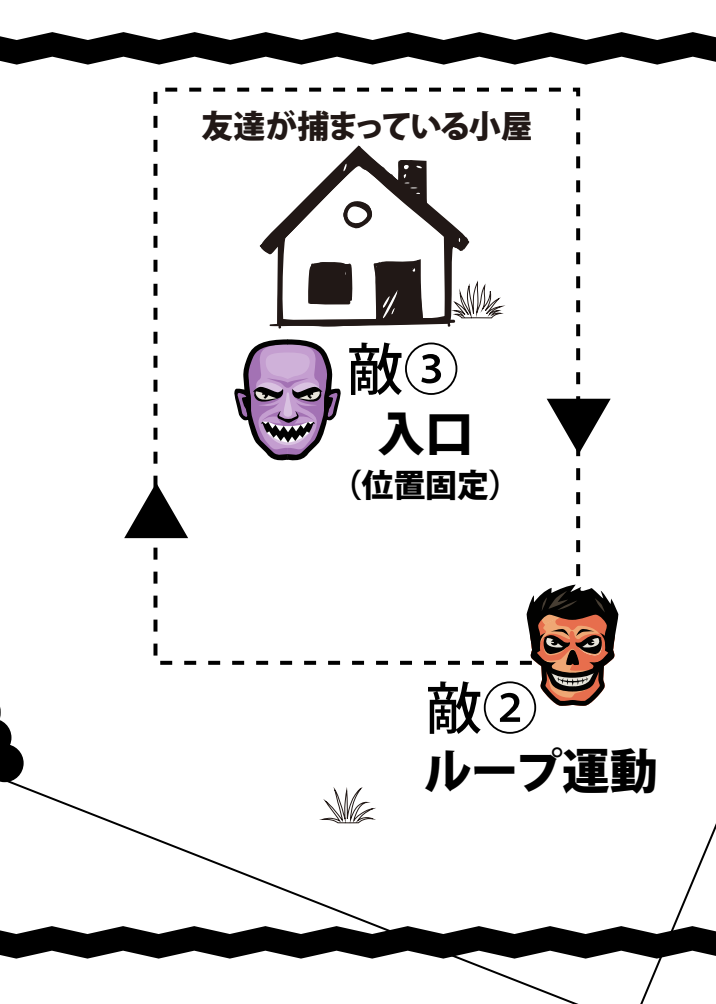 友達が捕まっている小屋
敵③
入口
（位置固定）
敵②
ループ運動